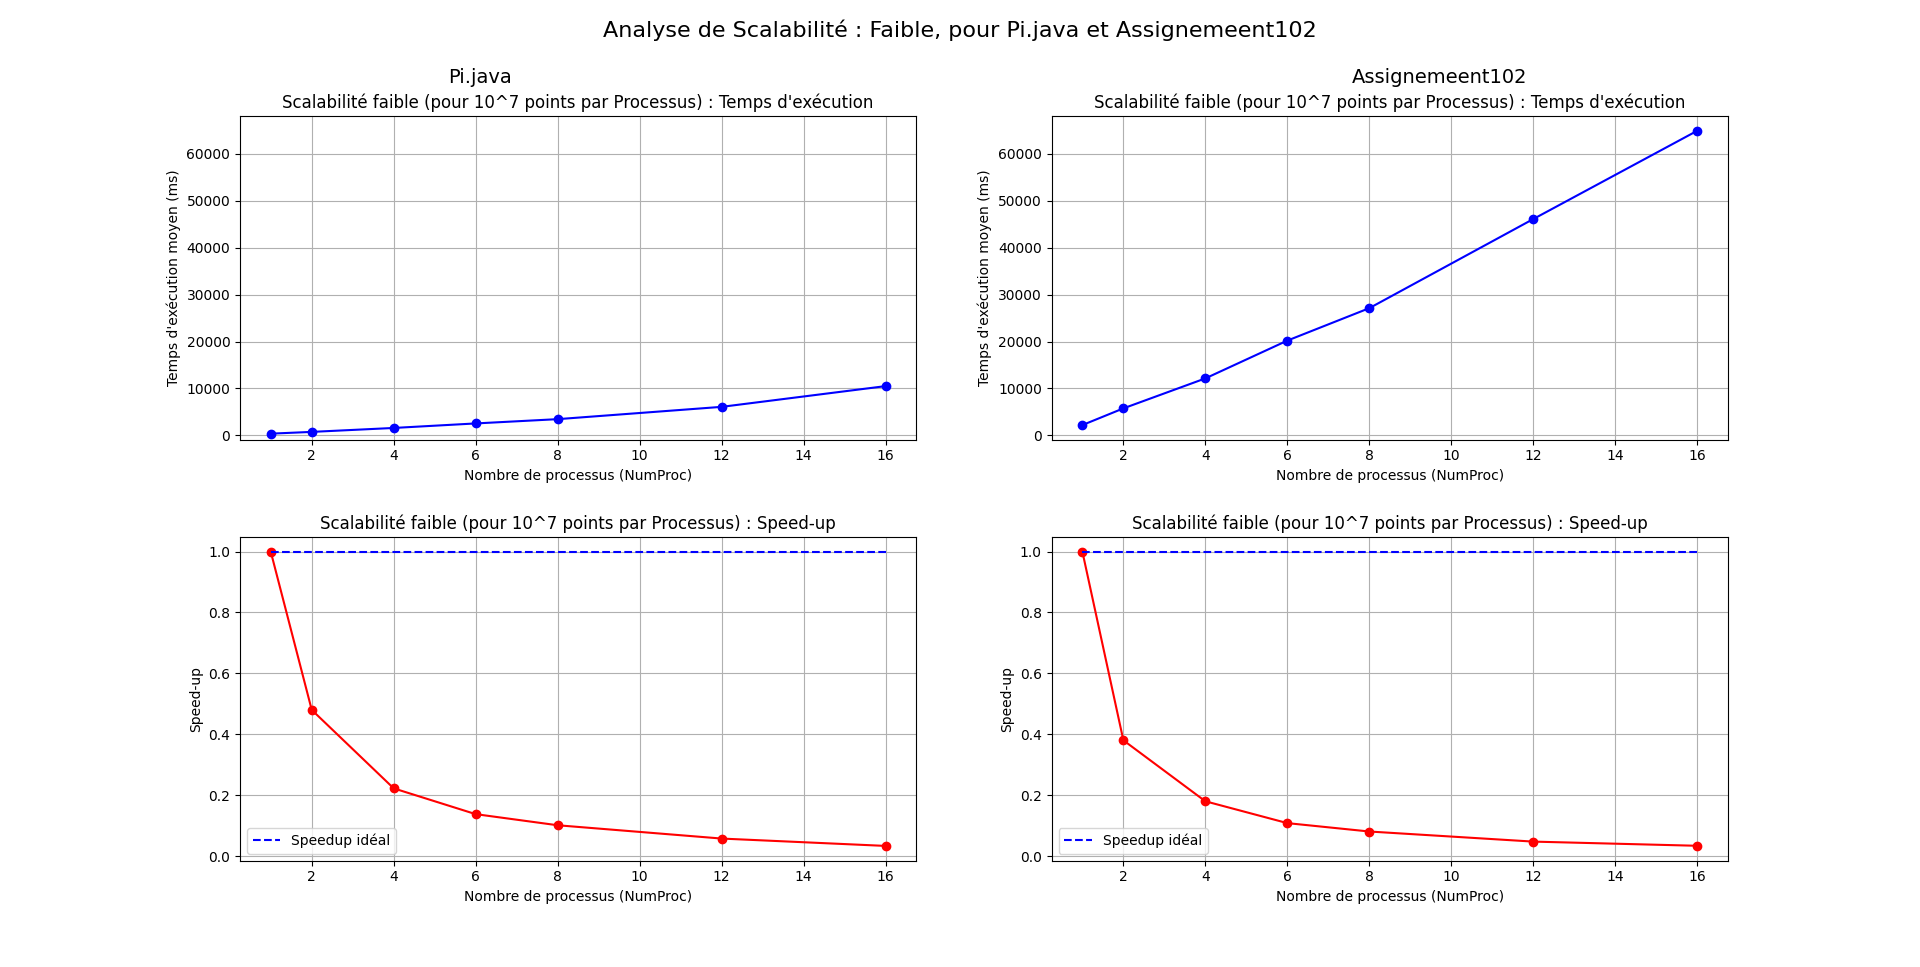 Analyse de Scalabilité : Faible, pour Pi.java et Assignemeent102
Pi.java
Scalabilité faible (pour 10^7 points par Processus) : Temps d'exécution
Temps d'exécution moyen (ms)
60000
50000
40000
30000
20000
10000
0
2 4 6 8 10 12 14 16
Nombre de processus (NumProc)
Assignemeent102
Scalabilité faible (pour 10^7 points par Processus) : Temps d'exécution
Temps d'exécution moyen (ms)
60000
50000
40000
30000
20000
10000
0
2 4 6 8 10 12 14 16
Nombre de processus (NumProc)
Scalabilité faible (pour 10^7 points par Processus) : Speed-up
Speed-up
1.0
0.8
0.6
0.4
0.2
0.0
Speedup idéal
2 4 6 8 10 12 14 16
Nombre de processus (NumProc)
Scalabilité faible (pour 10^7 points par Processus) : Speed-up
Speed-up
1.0
0.8
0.6
0.4
0.2
0.0
Speedup idéal
2 4 6 8 10 12 14 16
Nombre de processus (NumProc)